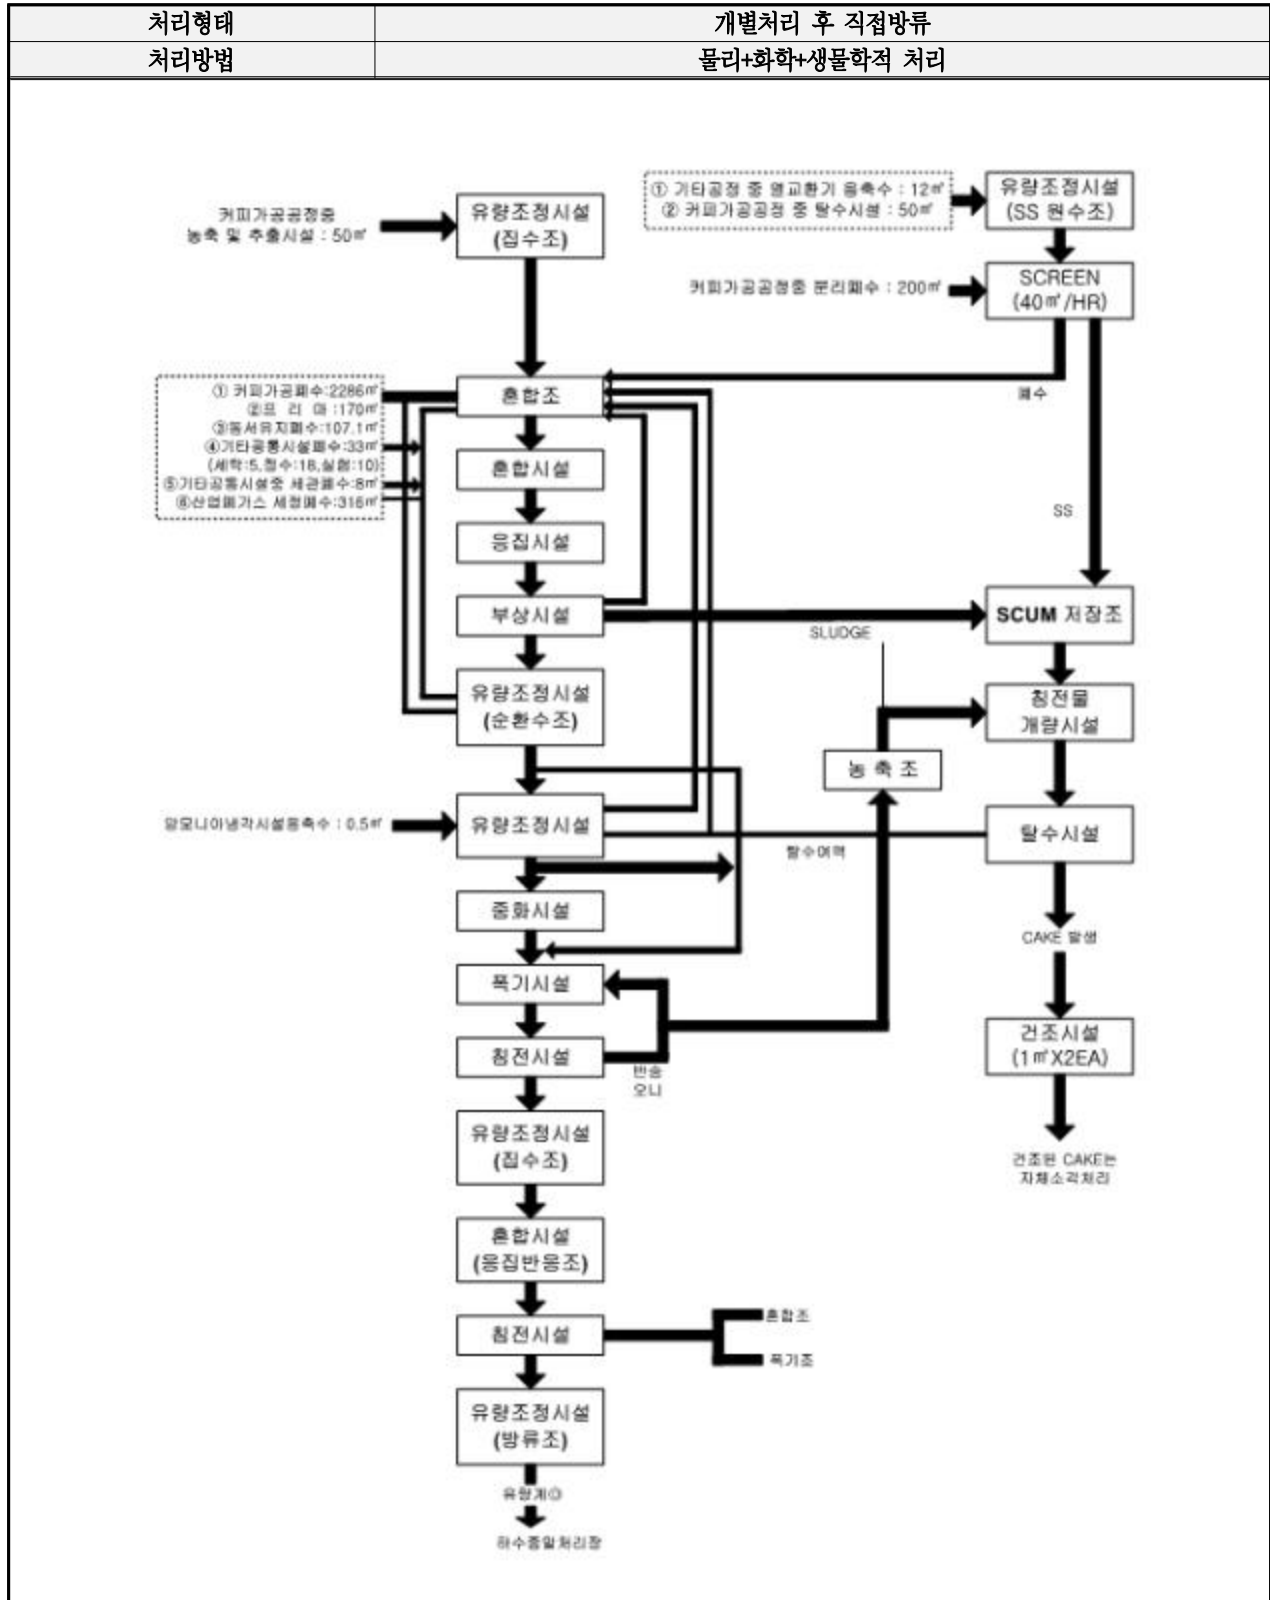 처리형태 개별처리 후 직접방류
처리방법 물리+화학+생물학적 처리
커피가공공정중
농축 및 추출시설 : 50㎥
유량조정시설
(집수조)
① 기타공정 중 열교환기 응축수 : 12㎥
② 커피가공공정 중 탈수시설 : 50㎥
유량조정시설
(SS 원수조)
커피가공공정중 분리폐수 : 200㎥
SCREEN
(40㎥/HR)
폐수
① 커피가공폐수:2286㎥
②프 리 마 :170㎥
③동서유지폐수:107.1㎥
④기타공통시설폐수:33㎥
(세탁:5,정수:18,실험:10)
⑤기타공통시설중 세관폐수:8㎥
⑥산업폐가스 세정폐수:316㎥
혼합조
혼합시설
응집시설
SS
부상시설
SLUDGE
SCUM 저장조
유량조정시설
(순환수조)
침전물
개량시설
농 축 조
암모니아냉각시설응축수 : 0.5㎥
유량조정시설
탈수여액
탈수시설
중화시설
CAKE 발생
폭기시설
침전시설
반송
오니
건조시설
(1㎥X2EA)
유량조정시설
(집수조)
건조된 CAKE는
자체소각처리
혼합시설
(응집반응조)
침전시설
혼합조
폭기조
유량조정시설
(방류조)
유량계◎
하수종말처리장